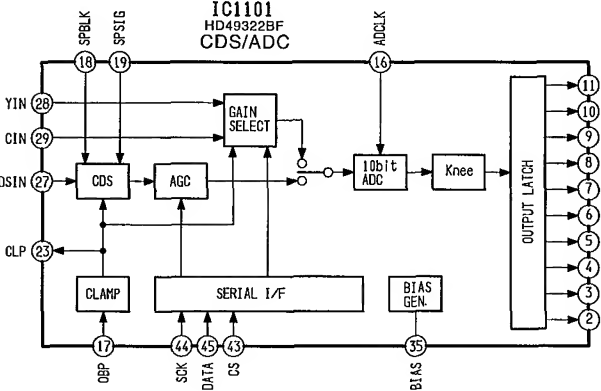 IC1101
HD49322BF
CDS/ADC
SPBLK
SPSIG
ADCLK
18
19
16
YIN 28
CIN 29
DSIN 27
CLP 23
GAIN
SELECT
CDS
AGC
10bit
ADC
Knee
OUTPUT LATCH
11
10
9
8
7
6
5
4
3
2
CLAMP
SERIAL I/F
BIAS
GEN.
17
44
45
43
35
OBP
SCK
DATA
CS
BIAS